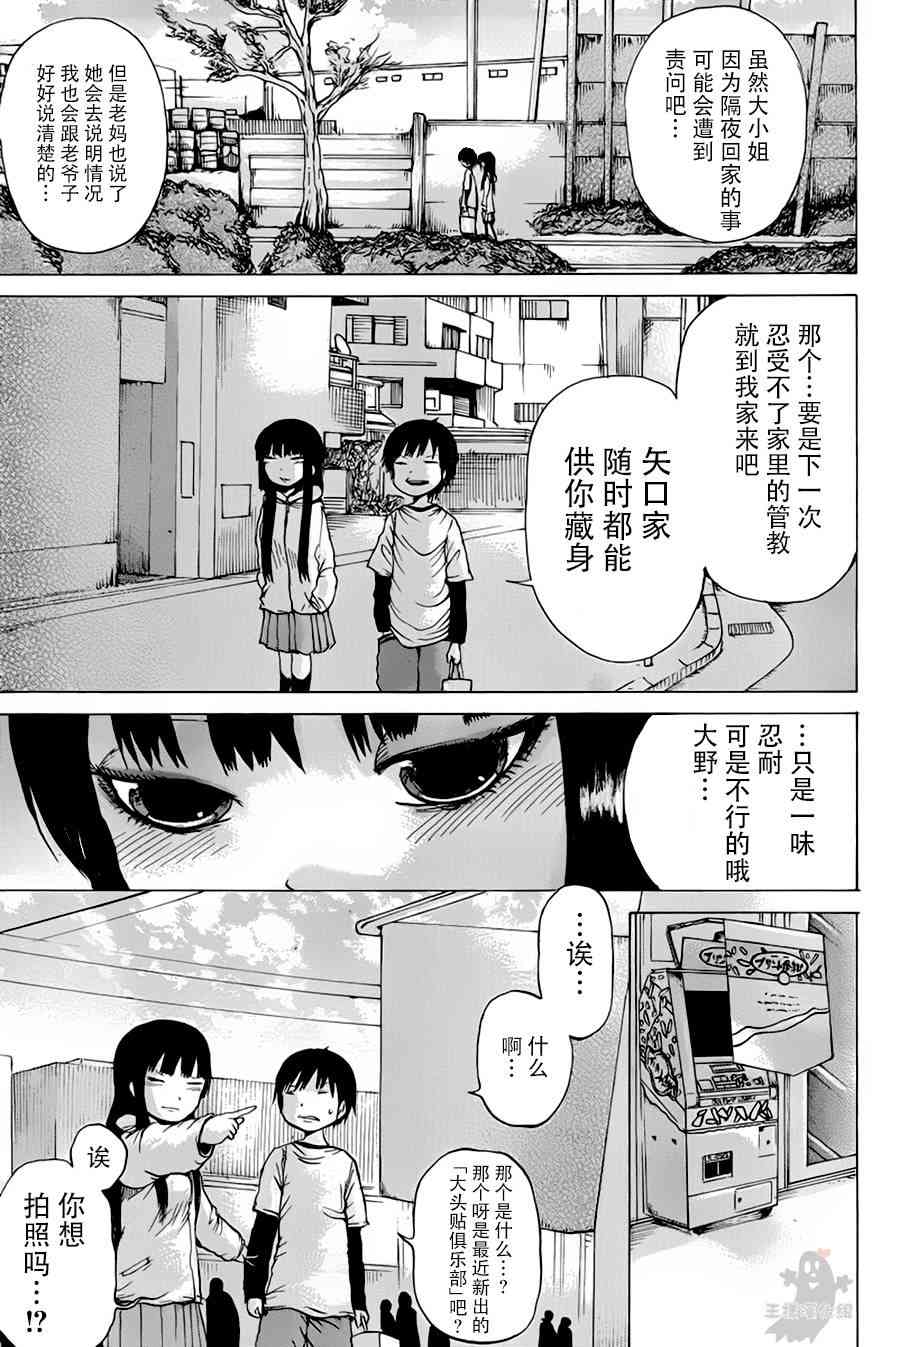 虽然大小姐
因为隔夜回家的事
可能会遭到
责问吧…
但是老妈也说了
她会去说明情况
我也会跟老爷子
好好说清楚的…
那个…要是下一次
忍受不了家里的管教
就到我家来吧
矢口家
随时都能
供你藏身
…只是一味
忍耐
可是不行的哦
大野…
…诶…
什么
啊…
那个是什么…?
那个呀是最近新出的
「大头贴俱乐部」吧?
诶
你想
拍照吗…!?